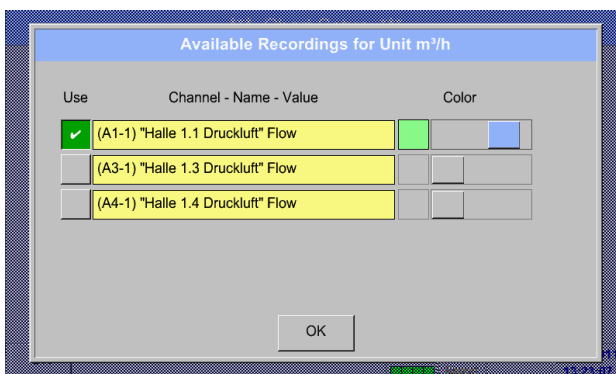 Available Recordings for Unit m³/h
Use Channel - Name - Value Color
(A1-1) "Halle 1.1 Druckluft" Flow
(A3-1) "Halle 1.3 Druckluft" Flow
(A4-1) "Halle 1.4 Druckluft" Flow
OK